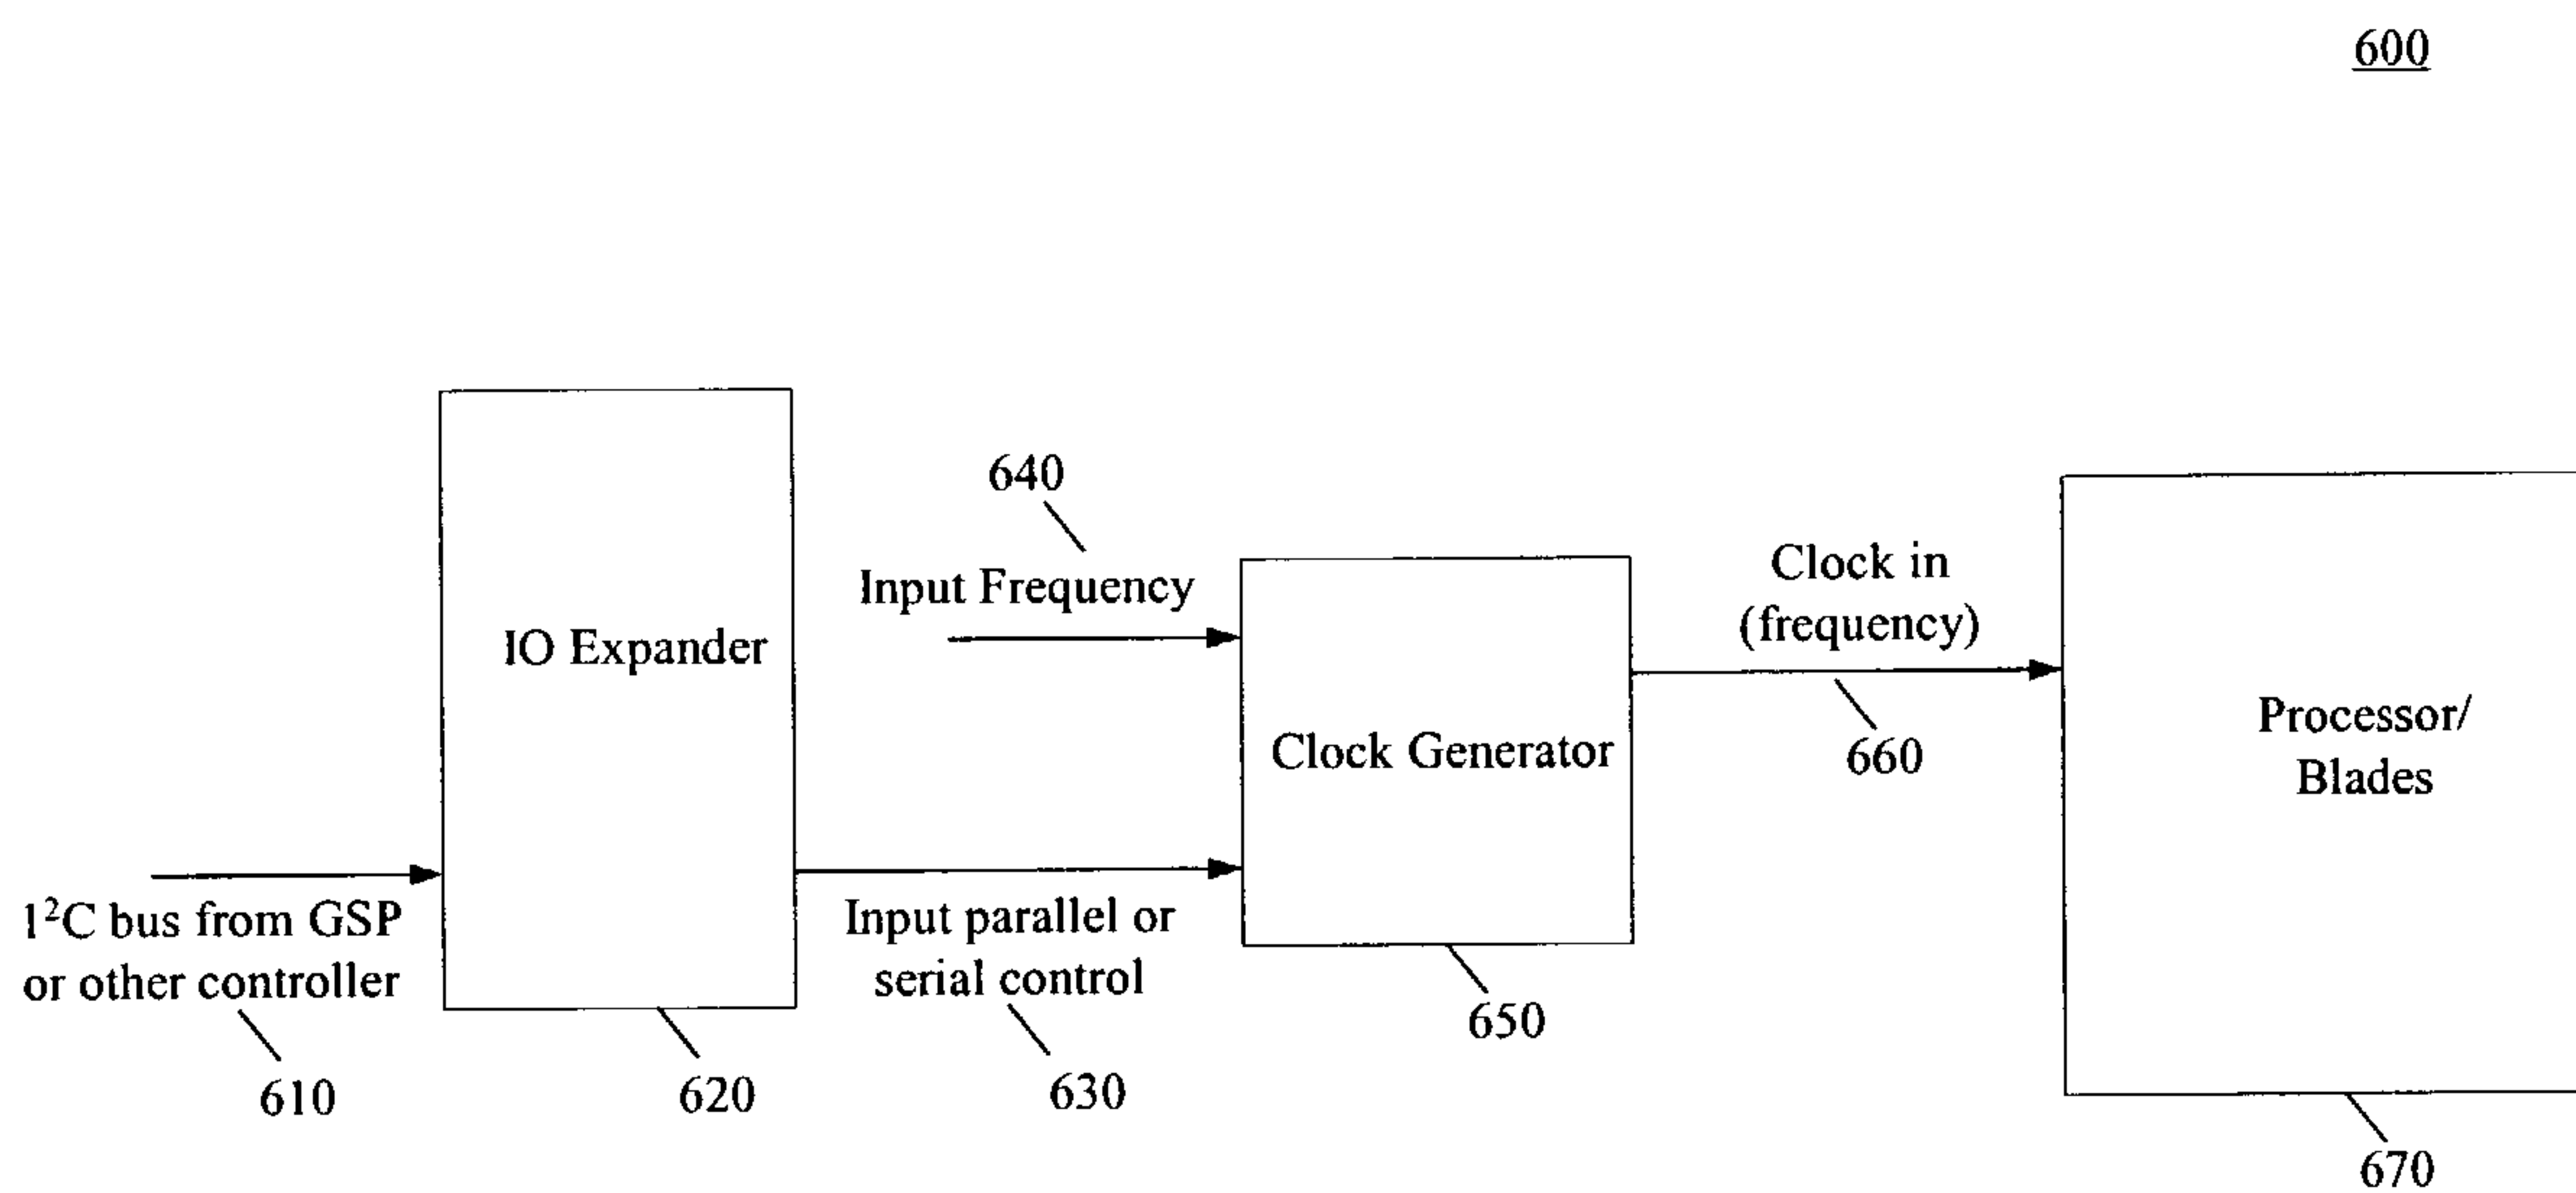 600
640
Input Frequency
Clock in
(frequency)
IO Expander
Clock Generator
Processor/
Blades
660
I²C bus from GSP
or other controller
Input parallel or
serial control
610
620
630
650
670